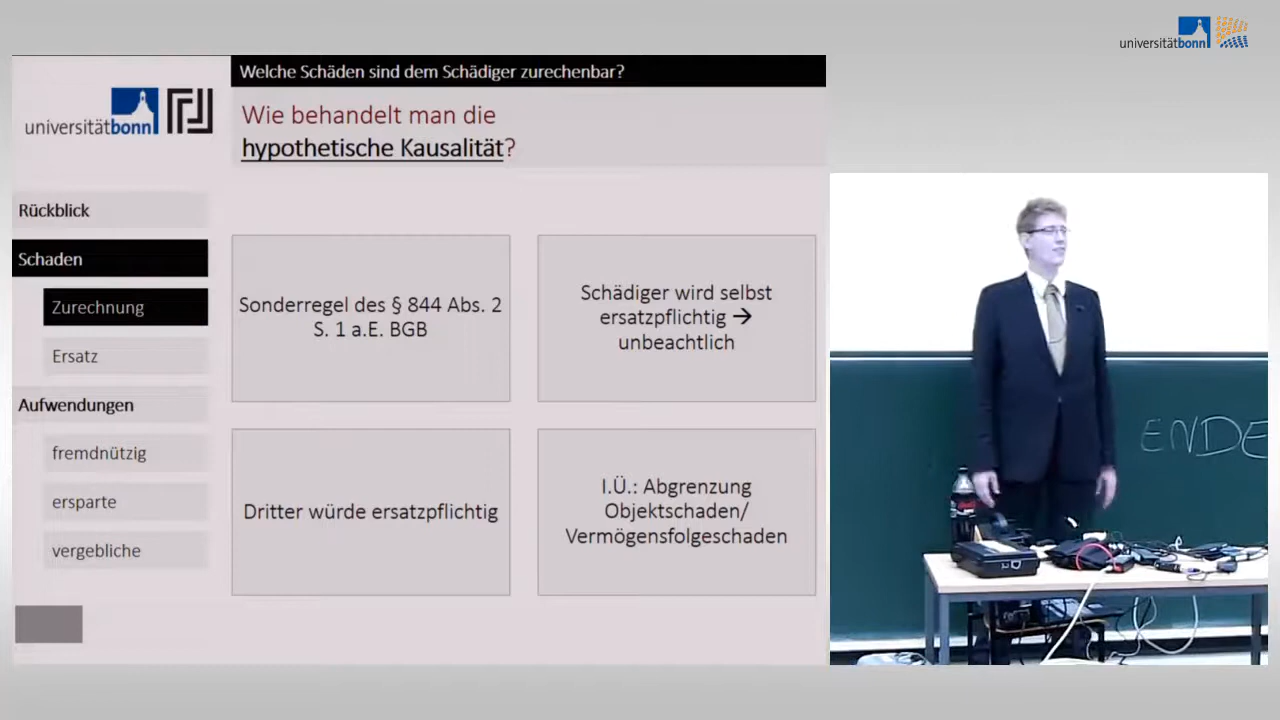 universitätbonn
Welche Schäden sind dem Schädiger zurechenbar?
universitätbonn
Wie behandelt man die
hypothetische Kausalität?
Rückblick
Schaden
Zurechnung
Ersatz
Aufwendungen
fremdnützig
ersparte
vergebliche
Sonderregel des § 844 Abs. 2
S. 1 a.E. BGB
Schädiger wird selbst
ersatzpflichtig →
unbeachtlich
Dritter würde ersatzpflichtig
I.Ü.: Abgrenzung
Objektschaden/
Vermögensfolgeschaden
ENDE